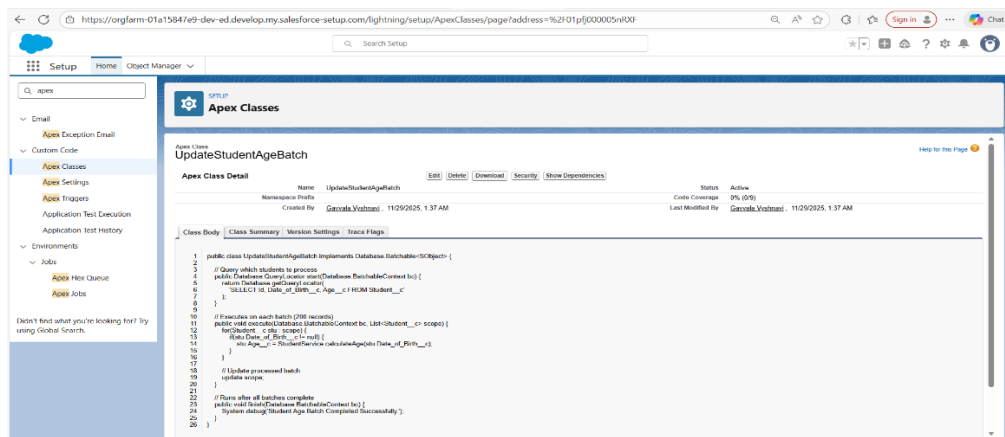 https://orgfarm-01a15847e9-dev-ed.develop.my.salesforce-setup.com/lightning/setup/ApexClasses/page?address=%2F01pfj000005nRXF
Sign in
Chat
Search Setup
Setup Home Object Manager
apex
Email
Apex Exception Email
Custom Code
Apex Classes
Apex Settings
Apex Triggers
Application Test Execution
Application Test History
Environments
Jobs
Apex Flex Queue
Apex Jobs
Didn't find what you're looking for? Try
using Global Search.
SETUP
Apex Classes
Apex Class
UpdateStudentAgeBatch
Help for this Page
Apex Class Detail
Edit Delete Download Security Show Dependencies
Name UpdateStudentAgeBatch Status Active
Namespace Prefix Code Coverage 0% (0/9)
Created By Gavvala Vyshnavi , 11/29/2025, 1:37 AM Last Modified By Gavvala Vyshnavi , 11/29/2025, 1:37 AM
Class Body Class Summary Version Settings Trace Flags
1 public class UpdateStudentAgeBatch implements Database.Batchable<SObject> {
2
3 // Query which students to process
4 public Database.QueryLocator start(Database.BatchableContext bc) {
5 return Database.getQueryLocator(
6 'SELECT Id, Date_of_Birth__c, Age__c FROM Student__c'
7 );
8 }
9
10 // Executes on each batch (200 records)
11 public void execute(Database.BatchableContext bc, List<Student__c> scope) {
12 for(Student__c stu : scope) {
13 if(stu.Date_of_Birth__c != null) {
14 stu.Age__c = StudentService.calculateAge(stu.Date_of_Birth__c);
15 }
16 }
17
18 // Update processed batch
19 update scope;
20 }
21
22 // Runs after all batches complete
23 public void finish(Database.BatchableContext bc) {
24 System.debug('Student Age Batch Completed Successfully.');
25 }
26 }